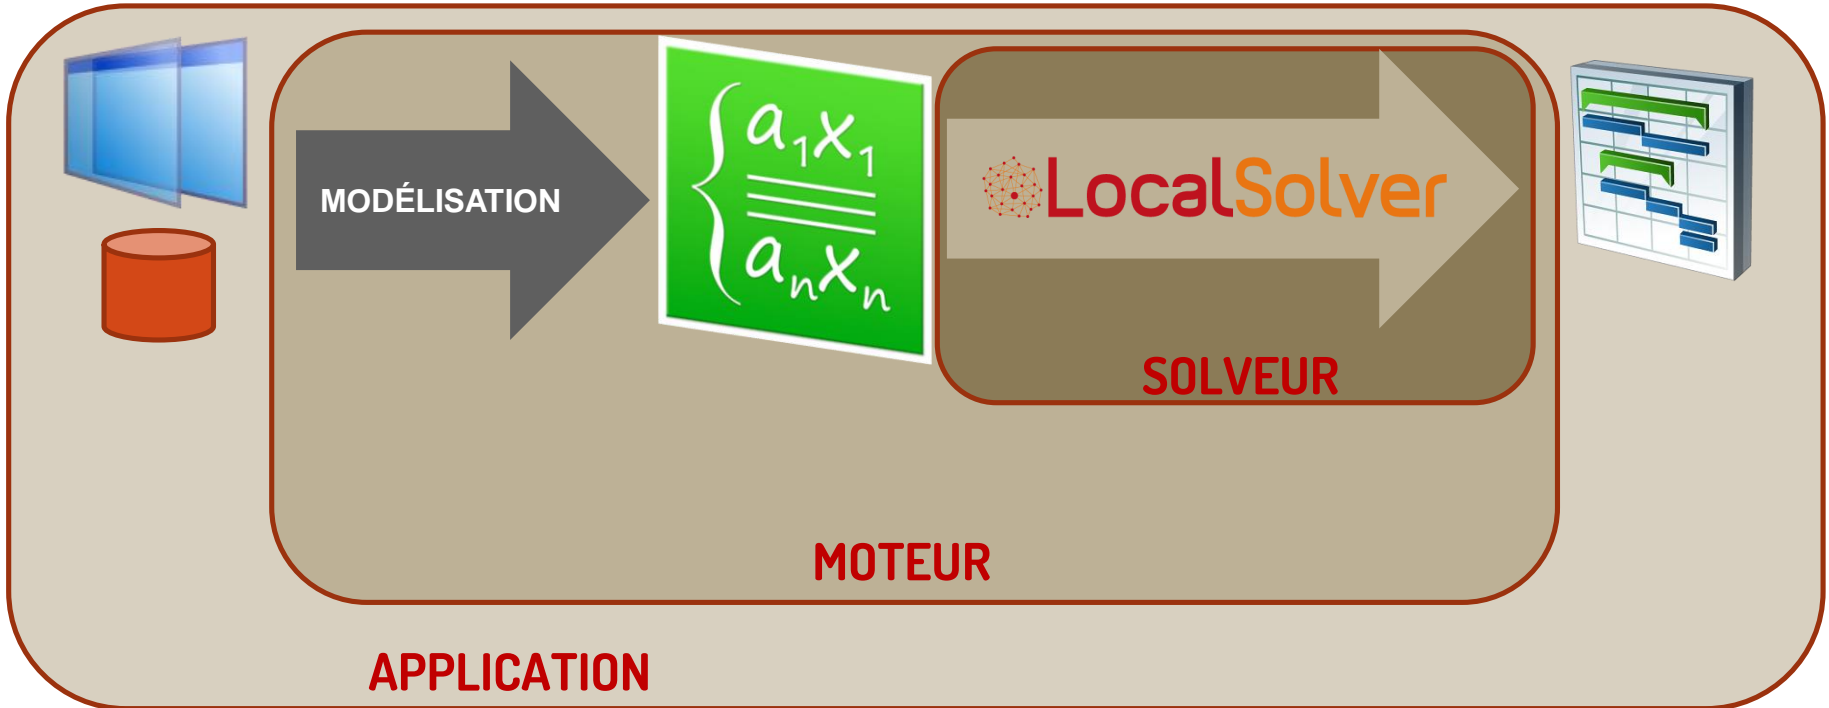 MODÉLISATION
a₁x₁
aₙxₙ
LocalSolver
SOLVEUR
MOTEUR
APPLICATION